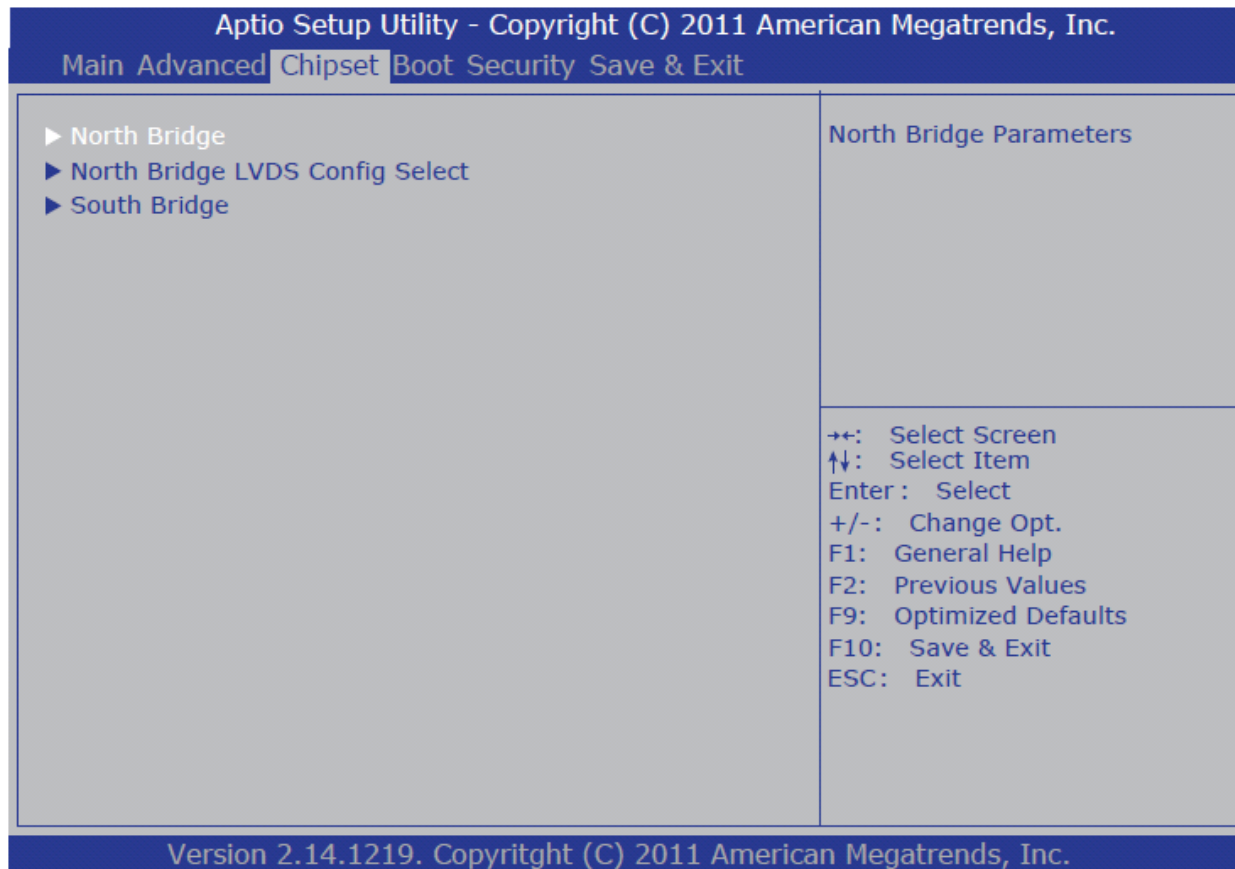 Aptio Setup Utility - Copyright (C) 2011 American Megatrends, Inc.
Main Advanced Chipset Boot Security Save & Exit
▶ North Bridge
▶ North Bridge LVDS Config Select
▶ South Bridge
North Bridge Parameters
→←: Select Screen
↑↓: Select Item
Enter : Select
+/-: Change Opt.
F1: General Help
F2: Previous Values
F9: Optimized Defaults
F10: Save & Exit
ESC: Exit
Version 2.14.1219. Copyritght (C) 2011 American Megatrends, Inc.